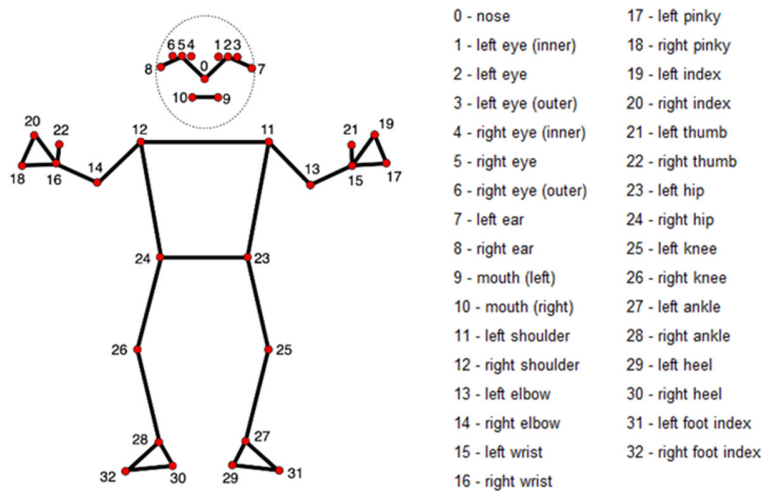 654 123
8 0 7
10 9
20 22 12 11 21 19
18 16 14 13 15 17
24 23
26 25
28 27
32 30 29 31
0 - nose
1 - left eye (inner)
2 - left eye
3 - left eye (outer)
4 - right eye (inner)
5 - right eye
6 - right eye (outer)
7 - left ear
8 - right ear
9 - mouth (left)
10 - mouth (right)
11 - left shoulder
12 - right shoulder
13 - left elbow
14 - right elbow
15 - left wrist
16 - right wrist
17 - left pinky
18 - right pinky
19 - left index
20 - right index
21 - left thumb
22 - right thumb
23 - left hip
24 - right hip
25 - left knee
26 - right knee
27 - left ankle
28 - right ankle
29 - left heel
30 - right heel
31 - left foot index
32 - right foot index